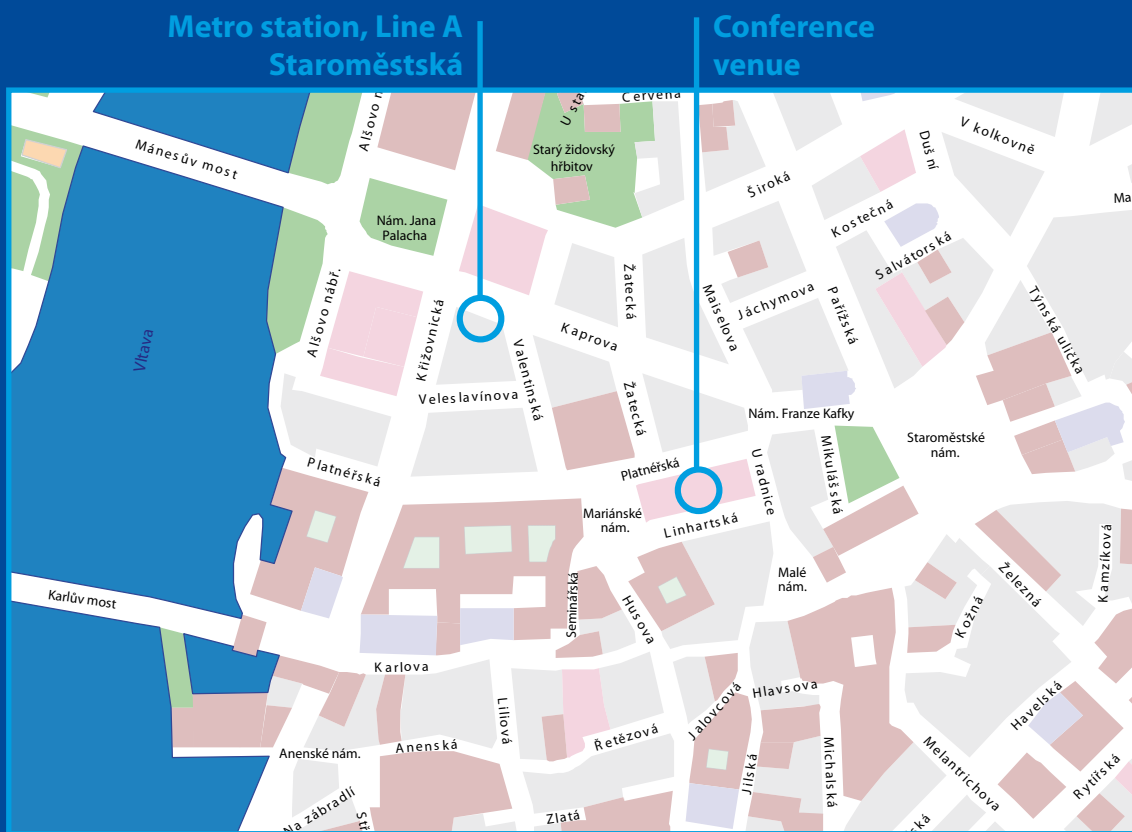 Metro station, Line A
Staroměstská
Conference
venue
Červená
U sta
Alšovo n
Mánesův most
Starý židovský
hřbitov
V kolkovně
Dušní
Široká
Ma
Nám. Jana
Palacha
Kostečná
Salvátorská
Alšovo nábř.
Žatecká
Maiselova
Jáchymova
Pařížská
Týnská ulička
Vltava
Křižovnická
Kaprova
Valentinská
Veleslavínova
Žatecká
Nám. Franze Kafky
Staroměstské
nám.
Platnéřská
Platnéřská
U radnice
Mikulášská
Mariánské
nám.
Linhartská
Malé
nám.
Železná
Kamzíková
Karlův most
Seminářská
Husova
Kožná
Karlova
Hlavsova
Jalovcová
Havelská
Liliová
Řetězová
Anenské nám.
Anenská
Jilská
Michalská
Melantrichova
Rytířská
Na zábradlí
Stř
Zlatá
ská